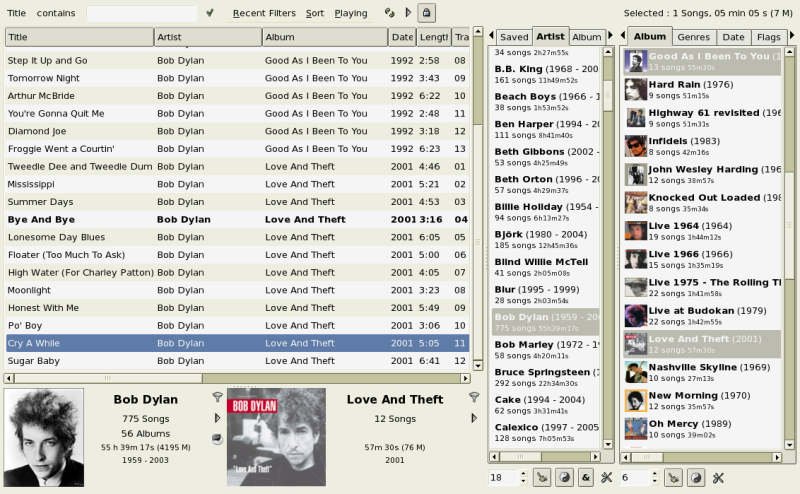 Title contains Recent Filters Sort Playing Selected : 1 Songs, 05 min 05 s (7 M)
Title Artist Album Date Length Tra
Step It Up and Go Bob Dylan Good As I Been To You 1992 2:58 08
Tomorrow Night Bob Dylan Good As I Been To You 1992 3:43 09
Arthur McBride Bob Dylan Good As I Been To You 1992 6:22 10
You're Gonna Quit Me Bob Dylan Good As I Been To You 1992 2:48 11
Diamond Joe Bob Dylan Good As I Been To You 1992 3:18 12
Froggie Went a Courtin' Bob Dylan Good As I Been To You 1992 6:23 13
Tweedle Dee and Tweedle Dum Bob Dylan Love And Theft 2001 4:46 01
Mississippi Bob Dylan Love And Theft 2001 5:21 02
Summer Days Bob Dylan Love And Theft 2001 4:53 03
Bye And Bye Bob Dylan Love And Theft 2001 3:16 04
Lonesome Day Blues Bob Dylan Love And Theft 2001 6:05 05
Floater (Too Much To Ask) Bob Dylan Love And Theft 2001 5:00 06
High Water (For Charley Patton) Bob Dylan Love And Theft 2001 4:05 07
Moonlight Bob Dylan Love And Theft 2001 3:23 08
Honest With Me Bob Dylan Love And Theft 2001 5:49 09
Po' Boy Bob Dylan Love And Theft 2001 3:06 10
Cry A While Bob Dylan Love And Theft 2001 5:05 11
Sugar Baby Bob Dylan Love And Theft 2001 6:41 12
Bob Dylan
775 Songs
56 Albums
55 h 39m 17s (4195 M)
1959 - 2003
BOB DYLAN
"Love And Theft"
Love And Theft
12 Songs
57m 30s (76 M)
2001
Saved Artist Album
34 songs 2h27m55s
B.B. King (1968 - 200
161 songs 11h49m52s
Beach Boys (1966 - 1
38 songs 1h53m52s
Ben Harper (1994 - 20
111 songs 8h41m40s
Beth Gibbons (2002 -
53 songs 4h25m49s
Beth Orton (1996 - 20
57 songs 4h29m37s
Billie Holiday (1954 -
94 songs 6h13m27s
Björk (1980 - 2004)
185 songs 12h45m36s
Blind Willie McTell
41 songs 2h05m08s
Blur (1995 - 1999)
28 songs 2h03m54s
Bob Dylan (1959 - 20
775 songs 55h39m17s
Bob Marley (1972 - 19
58 songs 4h20m11s
Bruce Springsteen (1
292 songs 22h34m30s
Cake (1994 - 2004)
62 songs 3h31m41s
Calexico (1997 - 2005
128 songs 7h05m53s
18 &
Album Genres Date Flags
Good As I Been To You (1
13 songs 55m30s
Hard Rain (1976)
9 songs 51m15s
Highway 61 revisited (196
9 songs 51m31s
Infidels (1983)
8 songs 42m16s
John Wesley Harding (196
12 songs 38m57s
Knocked Out Loaded (198
8 songs 35m34s
Live 1964 (1964)
19 songs 1h44m12s
Live 1966 (1966)
15 songs 1h35m19s
Live 1975 - The Rolling Th
22 songs 1h41m58s
Live at Budokan (1979)
22 songs 1h42m55s
Love And Theft (2001)
12 songs 57m30s
Nashville Skyline (1969)
10 songs 27m13s
New Morning (1970)
12 songs 35m57s
Oh Mercy (1989)
10 songs 39m02s
6